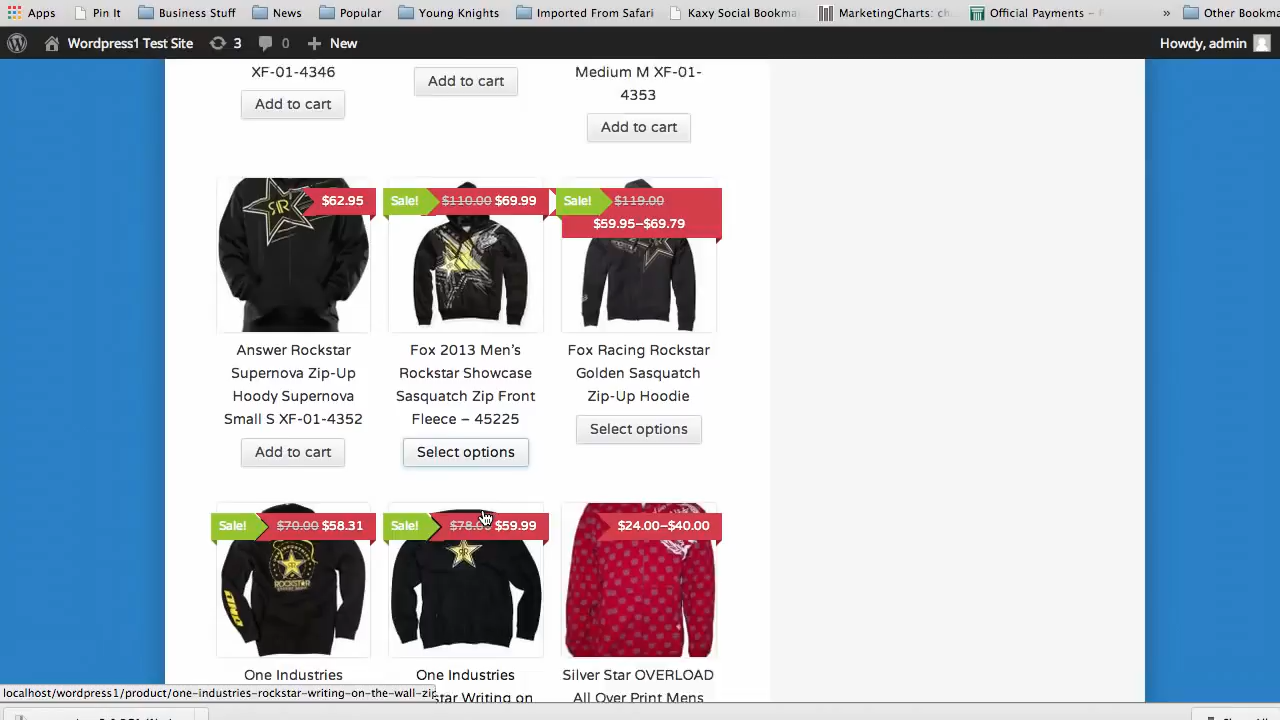 Apps Pin It Business Stuff News Popular Young Knights Imported From Safari Kaxy Social Bookma MarketingCharts: ch Official Payments – » Other Bookma
Wordpress1 Test Site 3 0 New Howdy, admin
XF-01-4346
Add to cart
Add to cart
Medium M XF-01-
4353
Add to cart
$62.95
Sale! $110.00 $69.99
Sale! $119.00
$59.95–$69.79
Answer Rockstar
Supernova Zip-Up
Hoody Supernova
Small S XF-01-4352
Add to cart
Fox 2013 Men's
Rockstar Showcase
Sasquatch Zip Front
Fleece – 45225
Select options
Fox Racing Rockstar
Golden Sasquatch
Zip-Up Hoodie
Select options
Sale! $70.00 $58.31
Sale! $59.99
$24.00–$40.00
ROCKSTAR
One Industries
One Industries
star Writing on
Silver Star OVERLOAD
All Over Print Mens
localhost/wordpress1/product/one-industries-rockstar-writing-on-the-wall-zip